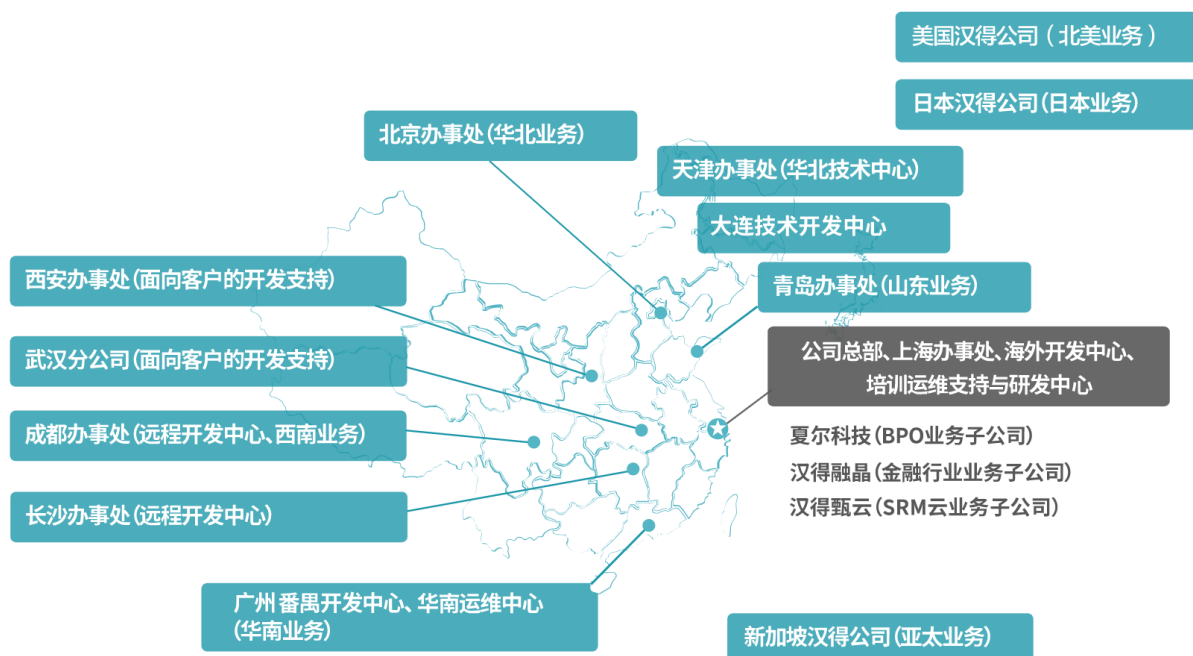 美国汉得公司（北美业务）
日本汉得公司（日本业务）
北京办事处（华北业务）
天津办事处（华北技术中心）
大连技术开发中心
西安办事处（面向客户的开发支持）
青岛办事处（山东业务）
公司总部、上海办事处、海外开发中心、
培训运维支持与研发中心
武汉分公司（面向客户的开发支持）
成都办事处（远程开发中心、西南业务）
夏尔科技（BPO业务子公司）
汉得融晶（金融行业业务子公司）
汉得甄云（SRM云业务子公司）
长沙办事处（远程开发中心）
广州 番禺开发中心、华南运维中心
（华南业务）
新加坡汉得公司（亚太业务）